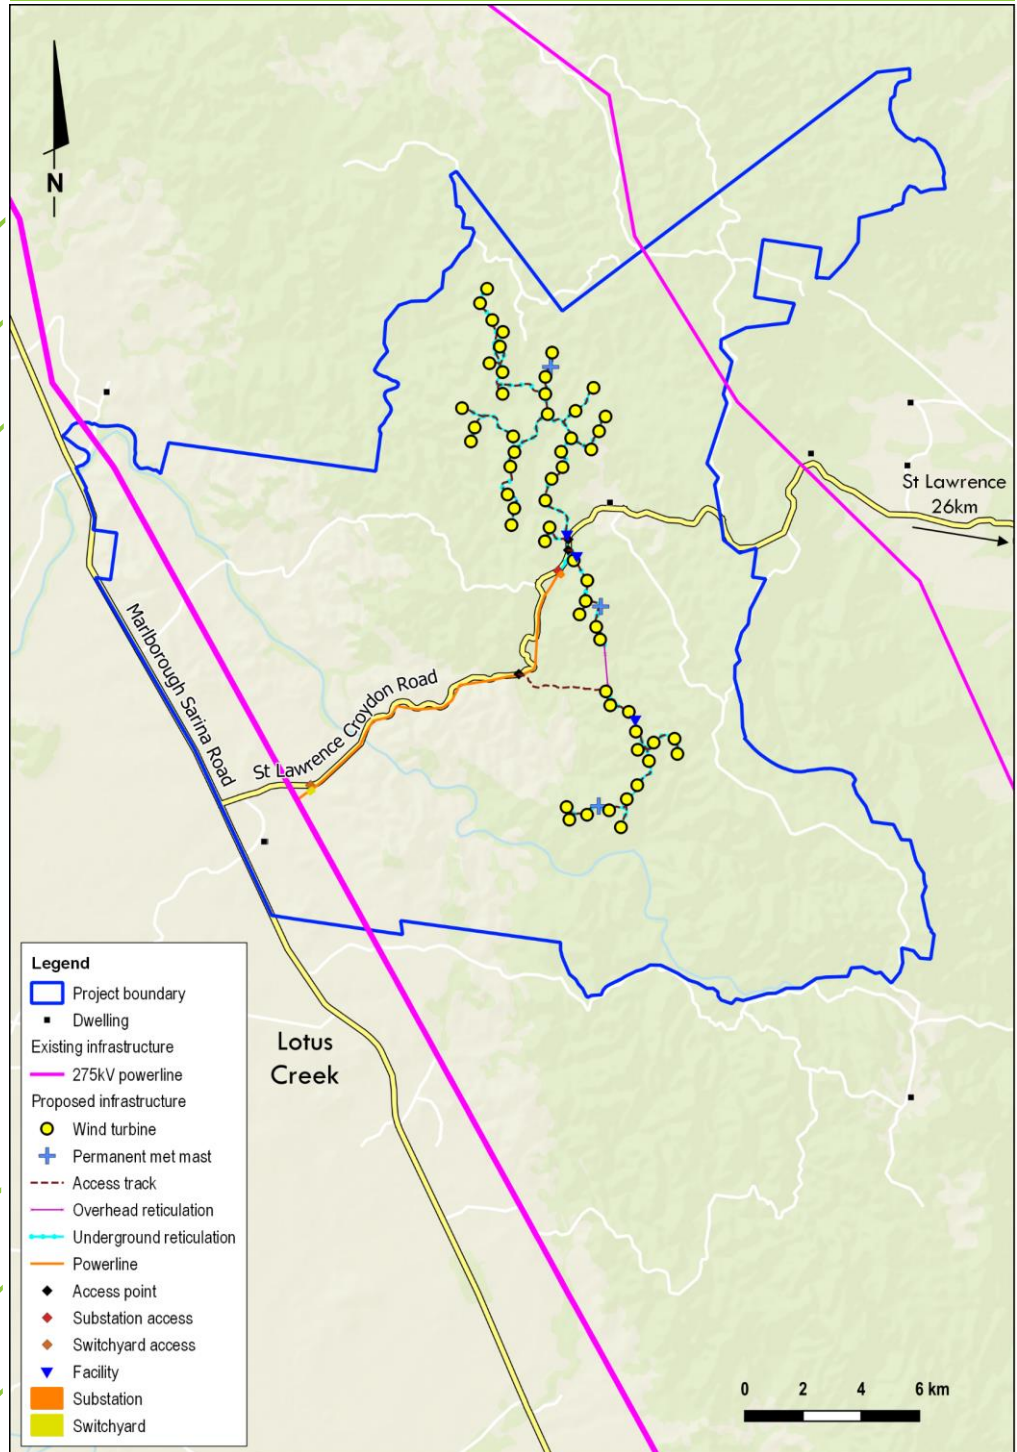 N
St Lawrence
26km
Marlborough Sarina Road
St Lawrence Croydon Road
Lotus
Creek
Legend
Project boundary
Dwelling
Existing infrastructure
275kV powerline
Proposed infrastructure
Wind turbine
Permanent met mast
Access track
Overhead reticulation
Underground reticulation
Powerline
Access point
Substation access
Switchyard access
Facility
Substation
Switchyard
0 2 4 6 km